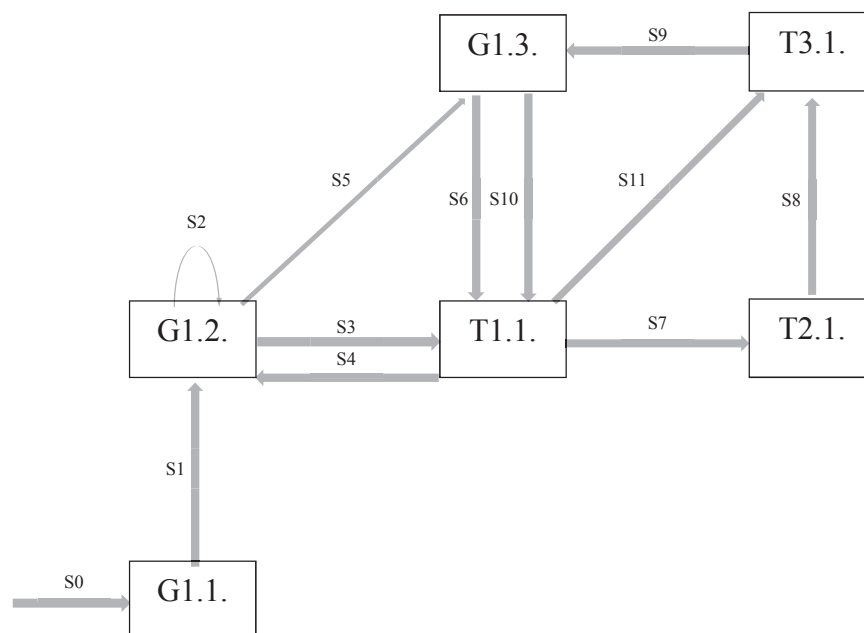 G1.3.
S9
T3.1.
S5
S6
S10
S11
S8
S2
G1.2.
S3
S4
T1.1.
S7
T2.1.
S1
S0
G1.1.